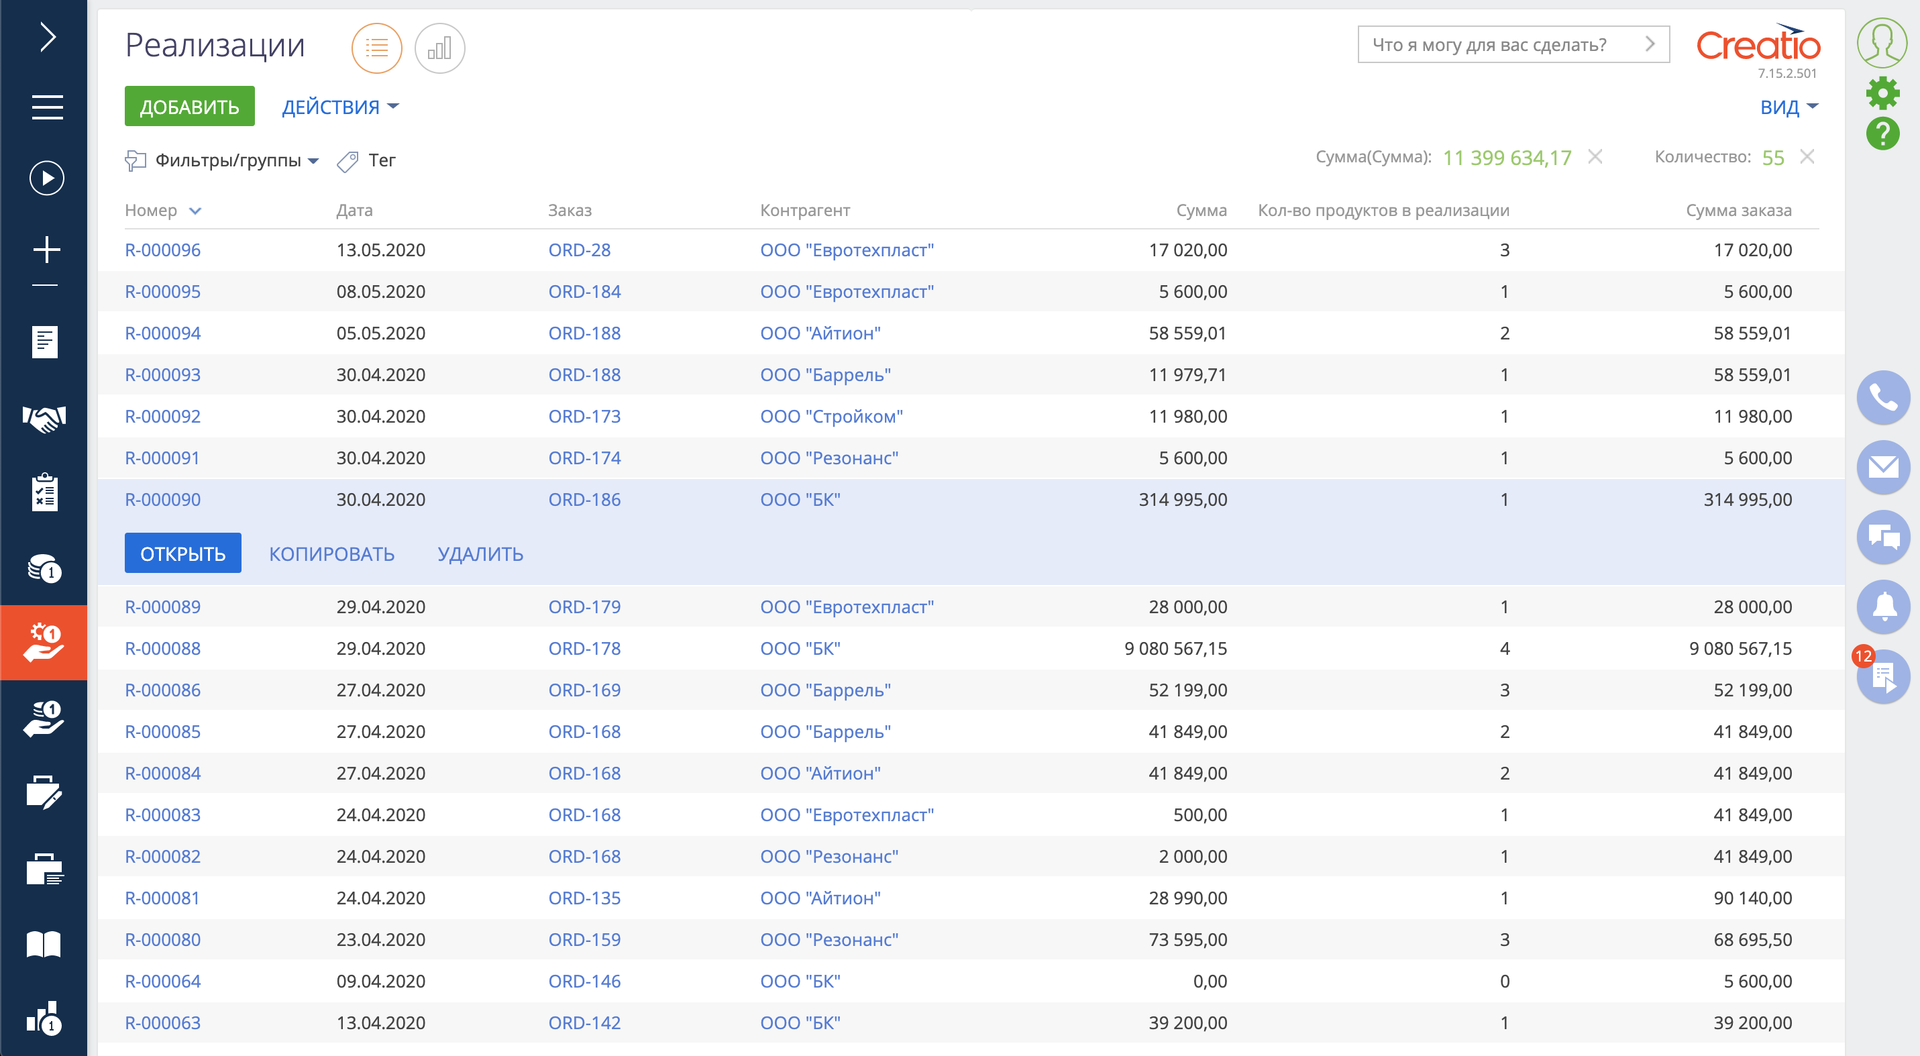 Реализации
Что я могу для вас сделать?
Creatio
7.15.2.501
ДОБАВИТЬ ДЕЙСТВИЯ ВИД
Фильтры/группы Тег Сумма(Сумма): 11 399 634,17 Количество: 55
Номер Дата Заказ Контрагент Сумма Кол-во продуктов в реализации Сумма заказа
R-000096 13.05.2020 ORD-28 ООО "Евротехпласт" 17 020,00 3 17 020,00
R-000095 08.05.2020 ORD-184 ООО "Евротехпласт" 5 600,00 1 5 600,00
R-000094 05.05.2020 ORD-188 ООО "Айтион" 58 559,01 2 58 559,01
R-000093 30.04.2020 ORD-188 ООО "Баррель" 11 979,71 1 58 559,01
R-000092 30.04.2020 ORD-173 ООО "Стройком" 11 980,00 1 11 980,00
R-000091 30.04.2020 ORD-174 ООО "Резонанс" 5 600,00 1 5 600,00
R-000090 30.04.2020 ORD-186 ООО "БК" 314 995,00 1 314 995,00
ОТКРЫТЬ КОПИРОВАТЬ УДАЛИТЬ
R-000089 29.04.2020 ORD-179 ООО "Евротехпласт" 28 000,00 1 28 000,00
R-000088 29.04.2020 ORD-178 ООО "БК" 9 080 567,15 4 9 080 567,15
R-000086 27.04.2020 ORD-169 ООО "Баррель" 52 199,00 3 52 199,00
R-000085 27.04.2020 ORD-168 ООО "Баррель" 41 849,00 2 41 849,00
R-000084 27.04.2020 ORD-168 ООО "Айтион" 41 849,00 2 41 849,00
R-000083 24.04.2020 ORD-168 ООО "Евротехпласт" 500,00 1 41 849,00
R-000082 24.04.2020 ORD-168 ООО "Резонанс" 2 000,00 1 41 849,00
R-000081 24.04.2020 ORD-135 ООО "Айтион" 28 990,00 1 90 140,00
R-000080 23.04.2020 ORD-159 ООО "Резонанс" 73 595,00 3 68 695,50
R-000064 09.04.2020 ORD-146 ООО "БК" 0,00 0 5 600,00
R-000063 13.04.2020 ORD-142 ООО "БК" 39 200,00 1 39 200,00
1
1
1
1
?
12